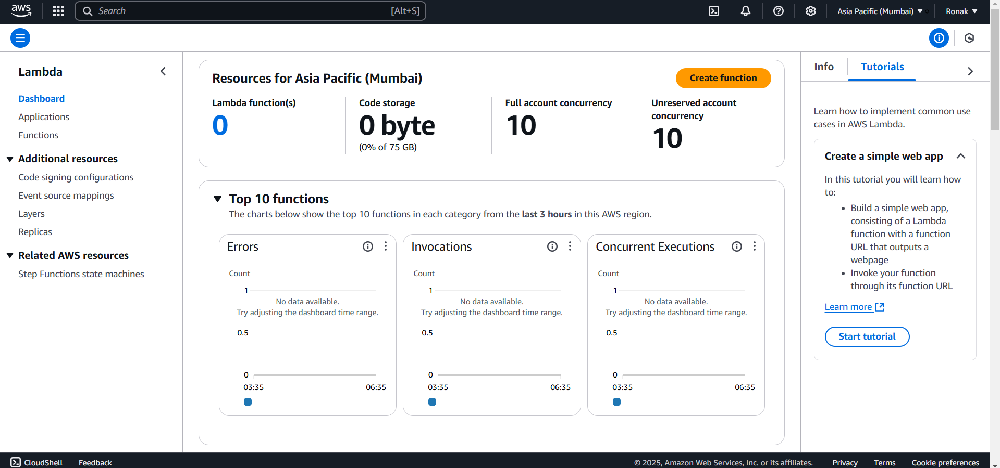 aws
Search
[Alt+S]
Asia Pacific (Mumbai)
Ronak
Lambda
Dashboard
Applications
Functions
Additional resources
Code signing configurations
Event source mappings
Layers
Replicas
Related AWS resources
Step Functions state machines
Resources for Asia Pacific (Mumbai)
Create function
Lambda function(s)
0
Code storage
0 byte
(0% of 75 GB)
Full account concurrency
10
Unreserved account
concurrency
10
Top 10 functions
The charts below show the top 10 functions in each category from the last 3 hours in this AWS region.
Errors
Count
1
No data available.
Try adjusting the dashboard time range.
0.5
0
03:35
06:35
Invocations
Count
1
No data available.
Try adjusting the dashboard time range.
0.5
0
03:35
06:35
Concurrent Executions
Count
1
No data available.
Try adjusting the dashboard time range.
0.5
0
03:35
06:35
Info
Tutorials
Learn how to implement common use
cases in AWS Lambda.
Create a simple web app
In this tutorial you will learn how
to:
Build a simple web app,
consisting of a Lambda
function with a function
URL that outputs a
webpage
Invoke your function
through its function URL
Learn more
Start tutorial
CloudShell
Feedback
© 2025, Amazon Web Services, Inc. or its affiliates.
Privacy
Terms
Cookie preferences